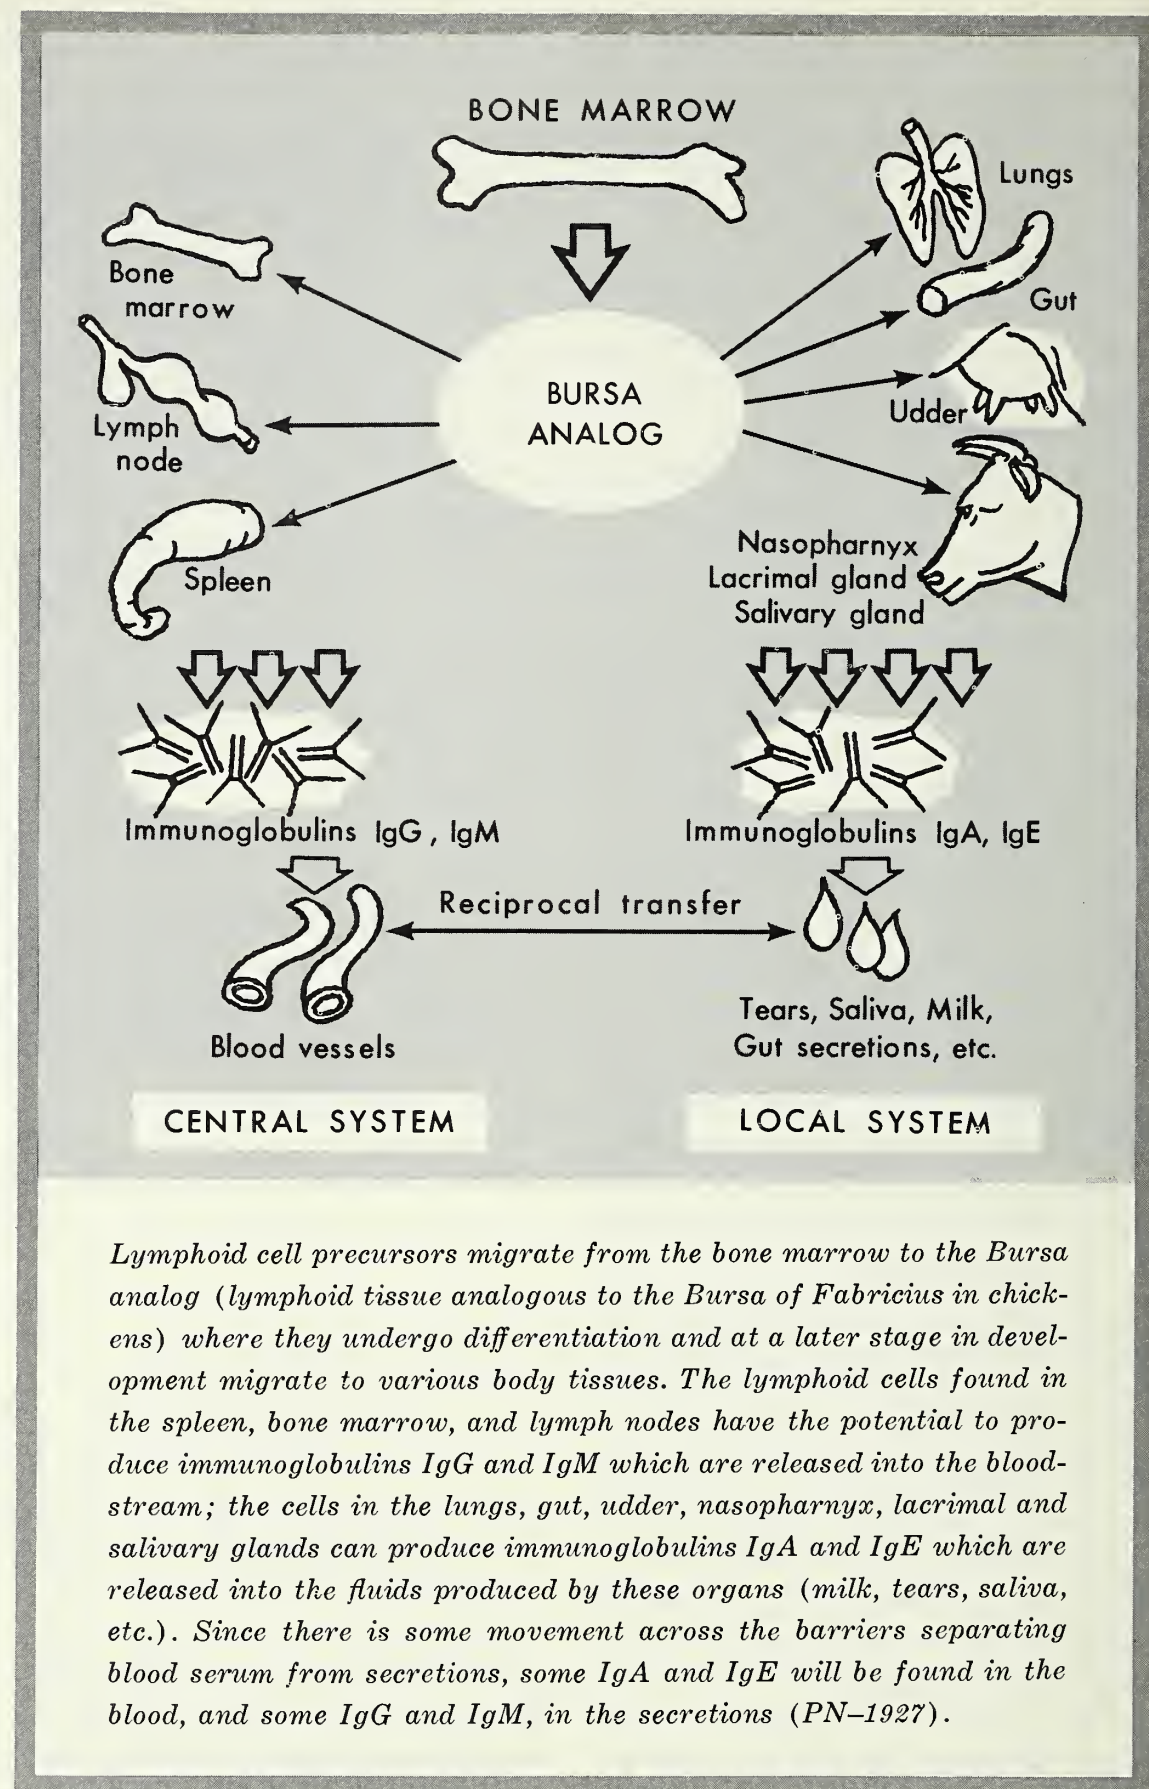 BONE MARROW
Lungs
Bone
marrow
Gut
BURSA
ANALOG
Udder
Lymph
node
Nasopharnyx
Lacrimal gland
Salivary gland
Spleen
Immunoglobulins IgG, IgM
Immunoglobulins IgA, IgE
Reciprocal transfer
Blood vessels
Tears, Saliva, Milk,
Gut secretions, etc.
CENTRAL SYSTEM
LOCAL SYSTEM
Lymphoid cell precursors migrate from the bone marrow to the Bursa
analog (lymphoid tissue analogous to the Bursa of Fabricius in chick-
ens) where they undergo differentiation and at a later stage in devel-
opment migrate to various body tissues. The lymphoid cells found in
the spleen, bone marrow, and lymph nodes have the potential to pro-
duce immunoglobulins IgG and IgM which are released into the blood-
stream; the cells in the lungs, gut, udder, nasopharnyx, lacrimal and
salivary glands can produce immunoglobulins IgA and IgE which are
released into the fluids produced by these organs (milk, tears, saliva,
etc.). Since there is some movement across the barriers separating
blood serum from secretions, some IgA and IgE will be found in the
blood, and some IgG and IgM, in the secretions (PN–1927).